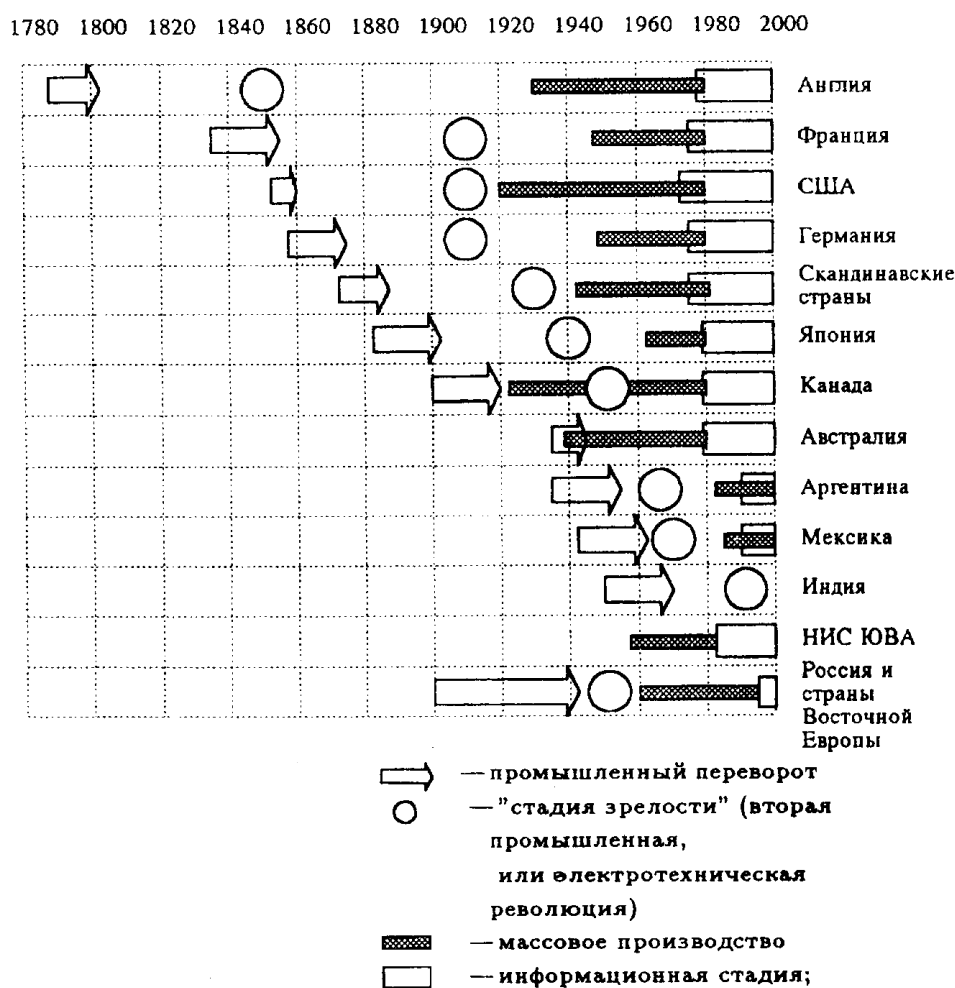 1780 1800 1820 1840 1860 1880 1900 1920 1940 1960 1980 2000
Англия
Франция
США
Германия
Скандинавские
страны
Япония
Канада
Австралия
Аргентина
Мексика
Индия
НИС ЮВА
Россия и
страны
Восточной
Европы
— промышленный переворот
— "стадия зрелости" (вторая
промышленная,
или электротехническая
революция)
— массовое производство
— информационная стадия;